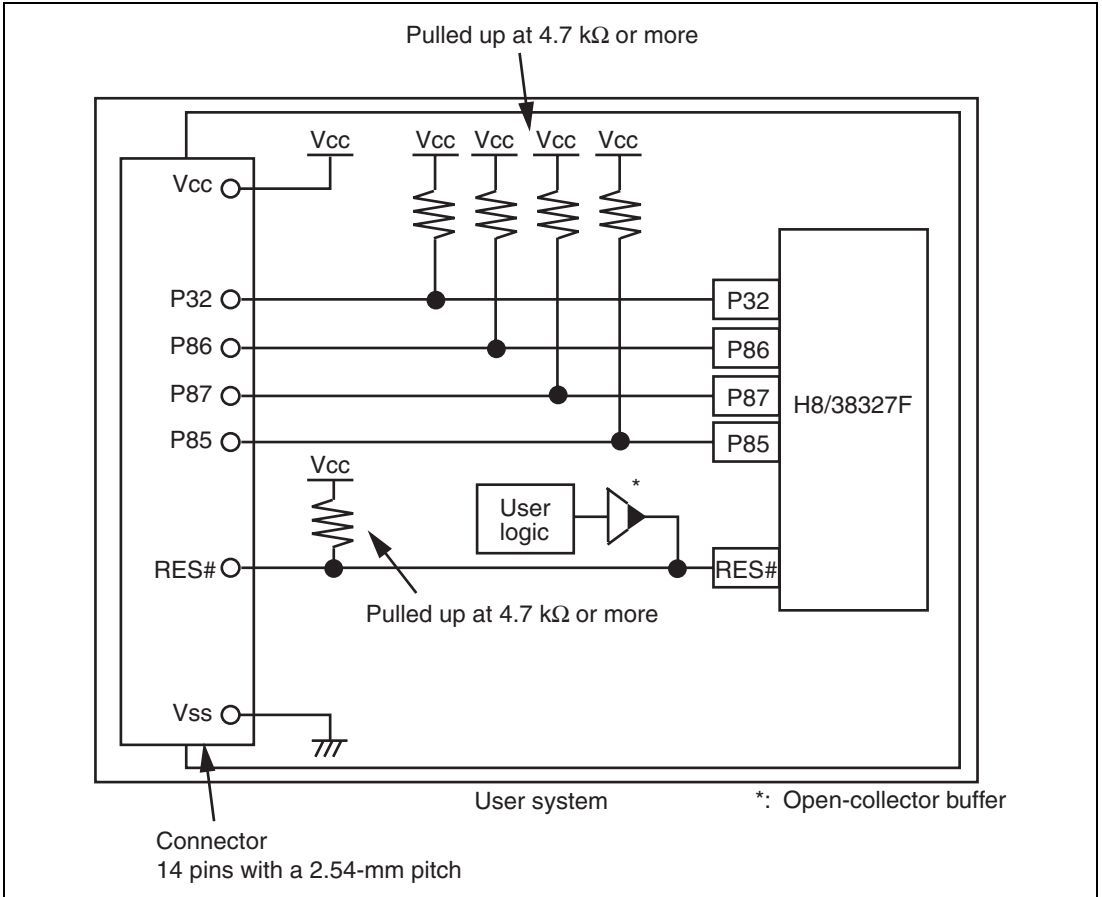 Pulled up at 4.7 kΩ or more
Vcc
Vcc
Vcc
Vcc
Vcc
Vcc
P32
P32
P86
P86
P87
P87
H8/38327F
P85
P85
Vcc
*
User
logic
RES#
RES#
Pulled up at 4.7 kΩ or more
Vss
User system
*: Open-collector buffer
Connector
14 pins with a 2.54-mm pitch